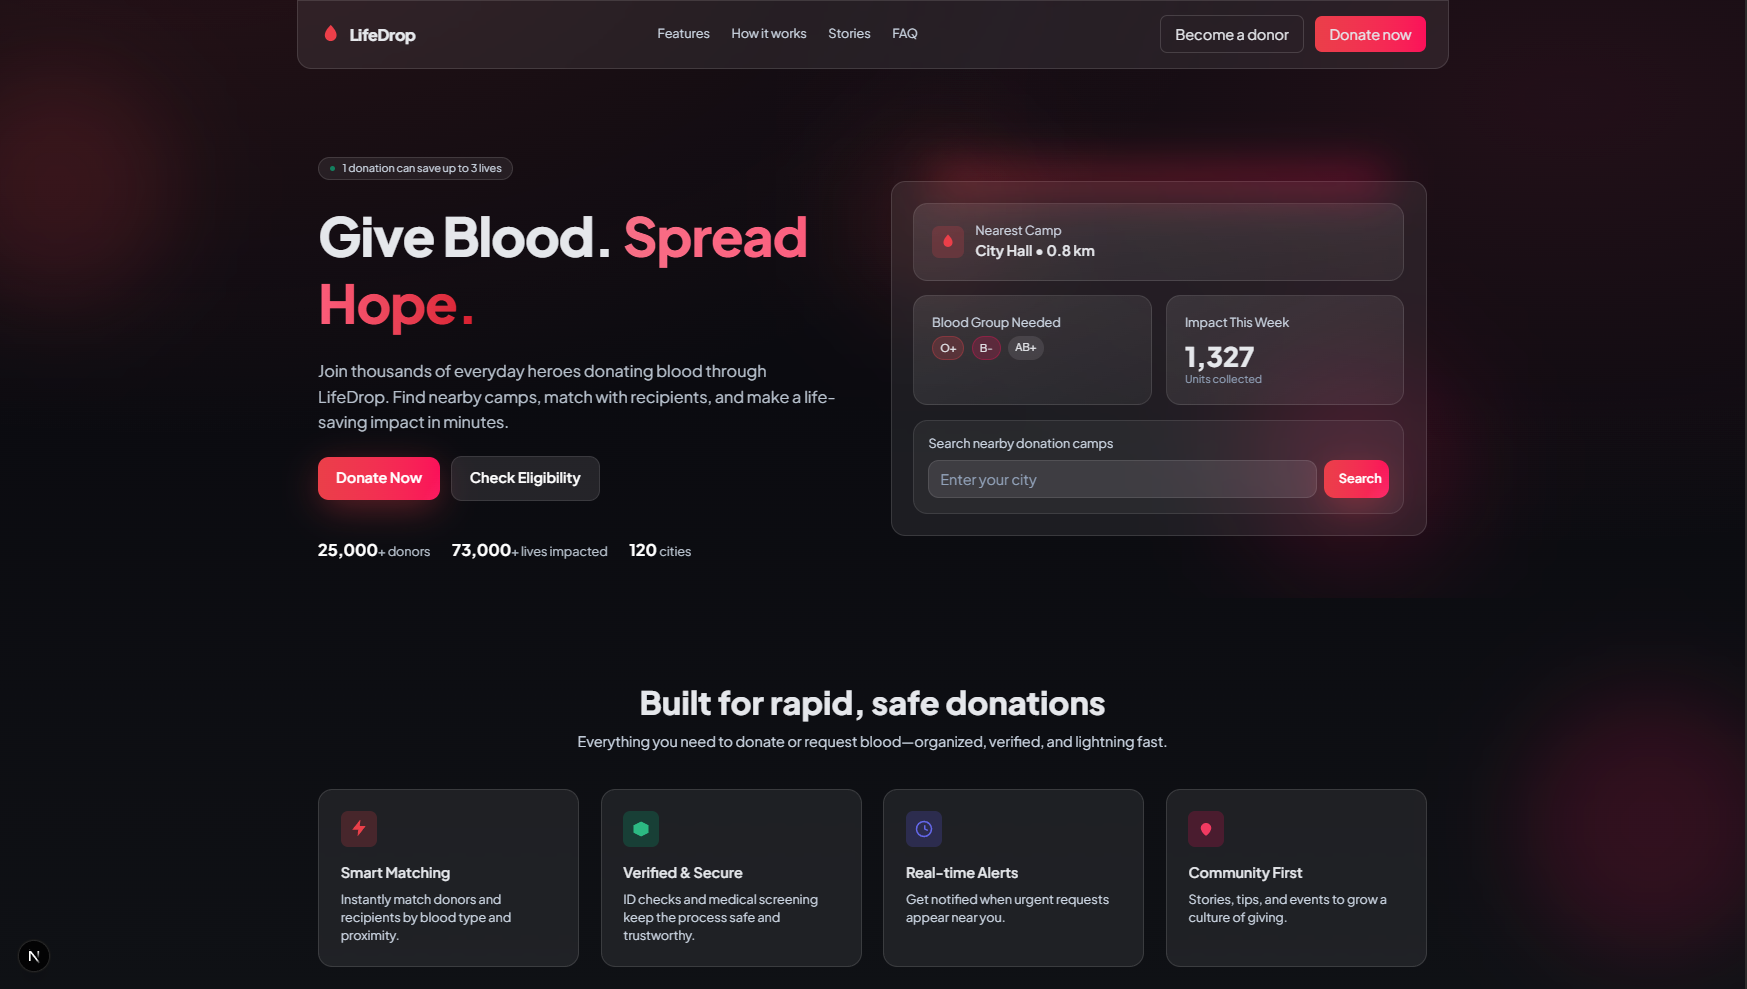 LifeDrop
Features
How it works
Stories
FAQ
Become a donor
Donate now
1 donation can save up to 3 lives
Give Blood. Spread
Hope.
Join thousands of everyday heroes donating blood through
LifeDrop. Find nearby camps, match with recipients, and make a life-
saving impact in minutes.
Donate Now
Check Eligibility
25,000+ donors
73,000+ lives impacted
120 cities
Nearest Camp
City Hall • 0.8 km
Blood Group Needed
O+
B-
AB+
Impact This Week
1,327
Units collected
Search nearby donation camps
Enter your city
Search
Built for rapid, safe donations
Everything you need to donate or request blood—organized, verified, and lightning fast.
Smart Matching
Instantly match donors and
recipients by blood type and
proximity.
Verified & Secure
ID checks and medical screening
keep the process safe and
trustworthy.
Real-time Alerts
Get notified when urgent requests
appear near you.
Community First
Stories, tips, and events to grow a
culture of giving.
N